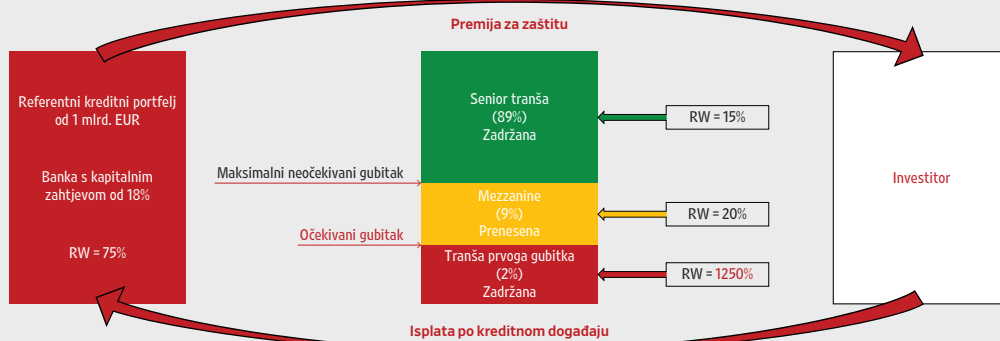 Premija za zaštitu
Referentni kreditni portfelj
od 1 mlrd. EUR
Banka s kapitalnim
zahtjevom od 18%
RW = 75%
Maksimalni neočekivani gubitak
Očekivani gubitak
Senior tranša
(89%)
Zadržana
Mezzanine
(9%)
Prenesena
Tranša prvoga gubitka
(2%)
Zadržana
RW = 15%
RW = 20%
RW = 1250%
Investitor
Isplata po kreditnom događaju